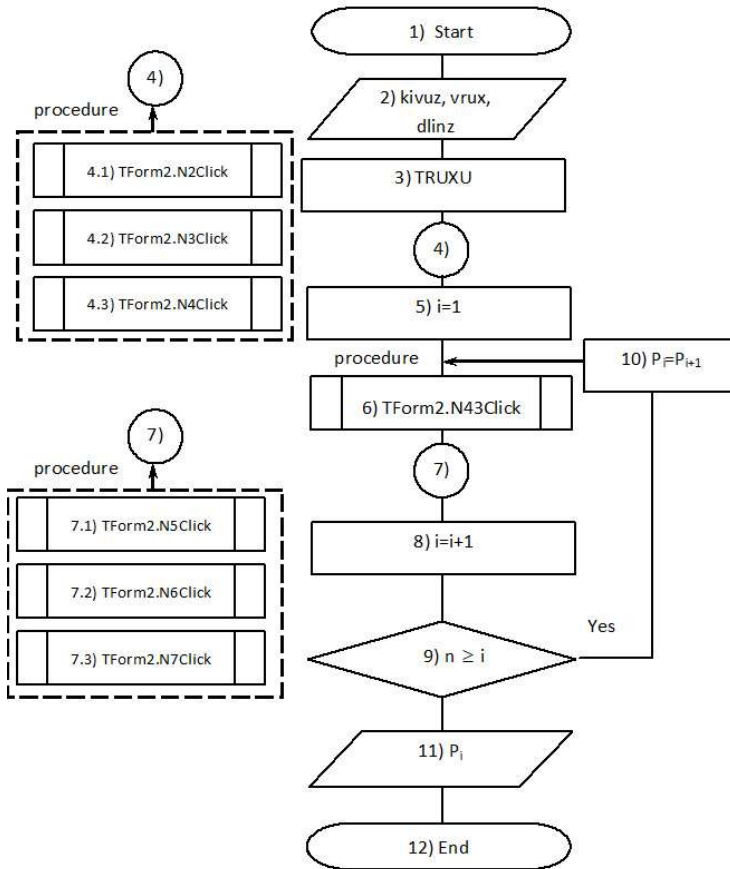 1) Start
2) kivuz, vrux,
dlinz
3) TRUXU
4)
5) i=1
procedure
10) Pi=Pi+1
6) TForm2.N43Click
7)
8) i=i+1
Yes
9) n ≥ i
11) Pi
12) End
4)
procedure
4.1) TForm2.N2Click
4.2) TForm2.N3Click
4.3) TForm2.N4Click
7)
procedure
7.1) TForm2.N5Click
7.2) TForm2.N6Click
7.3) TForm2.N7Click